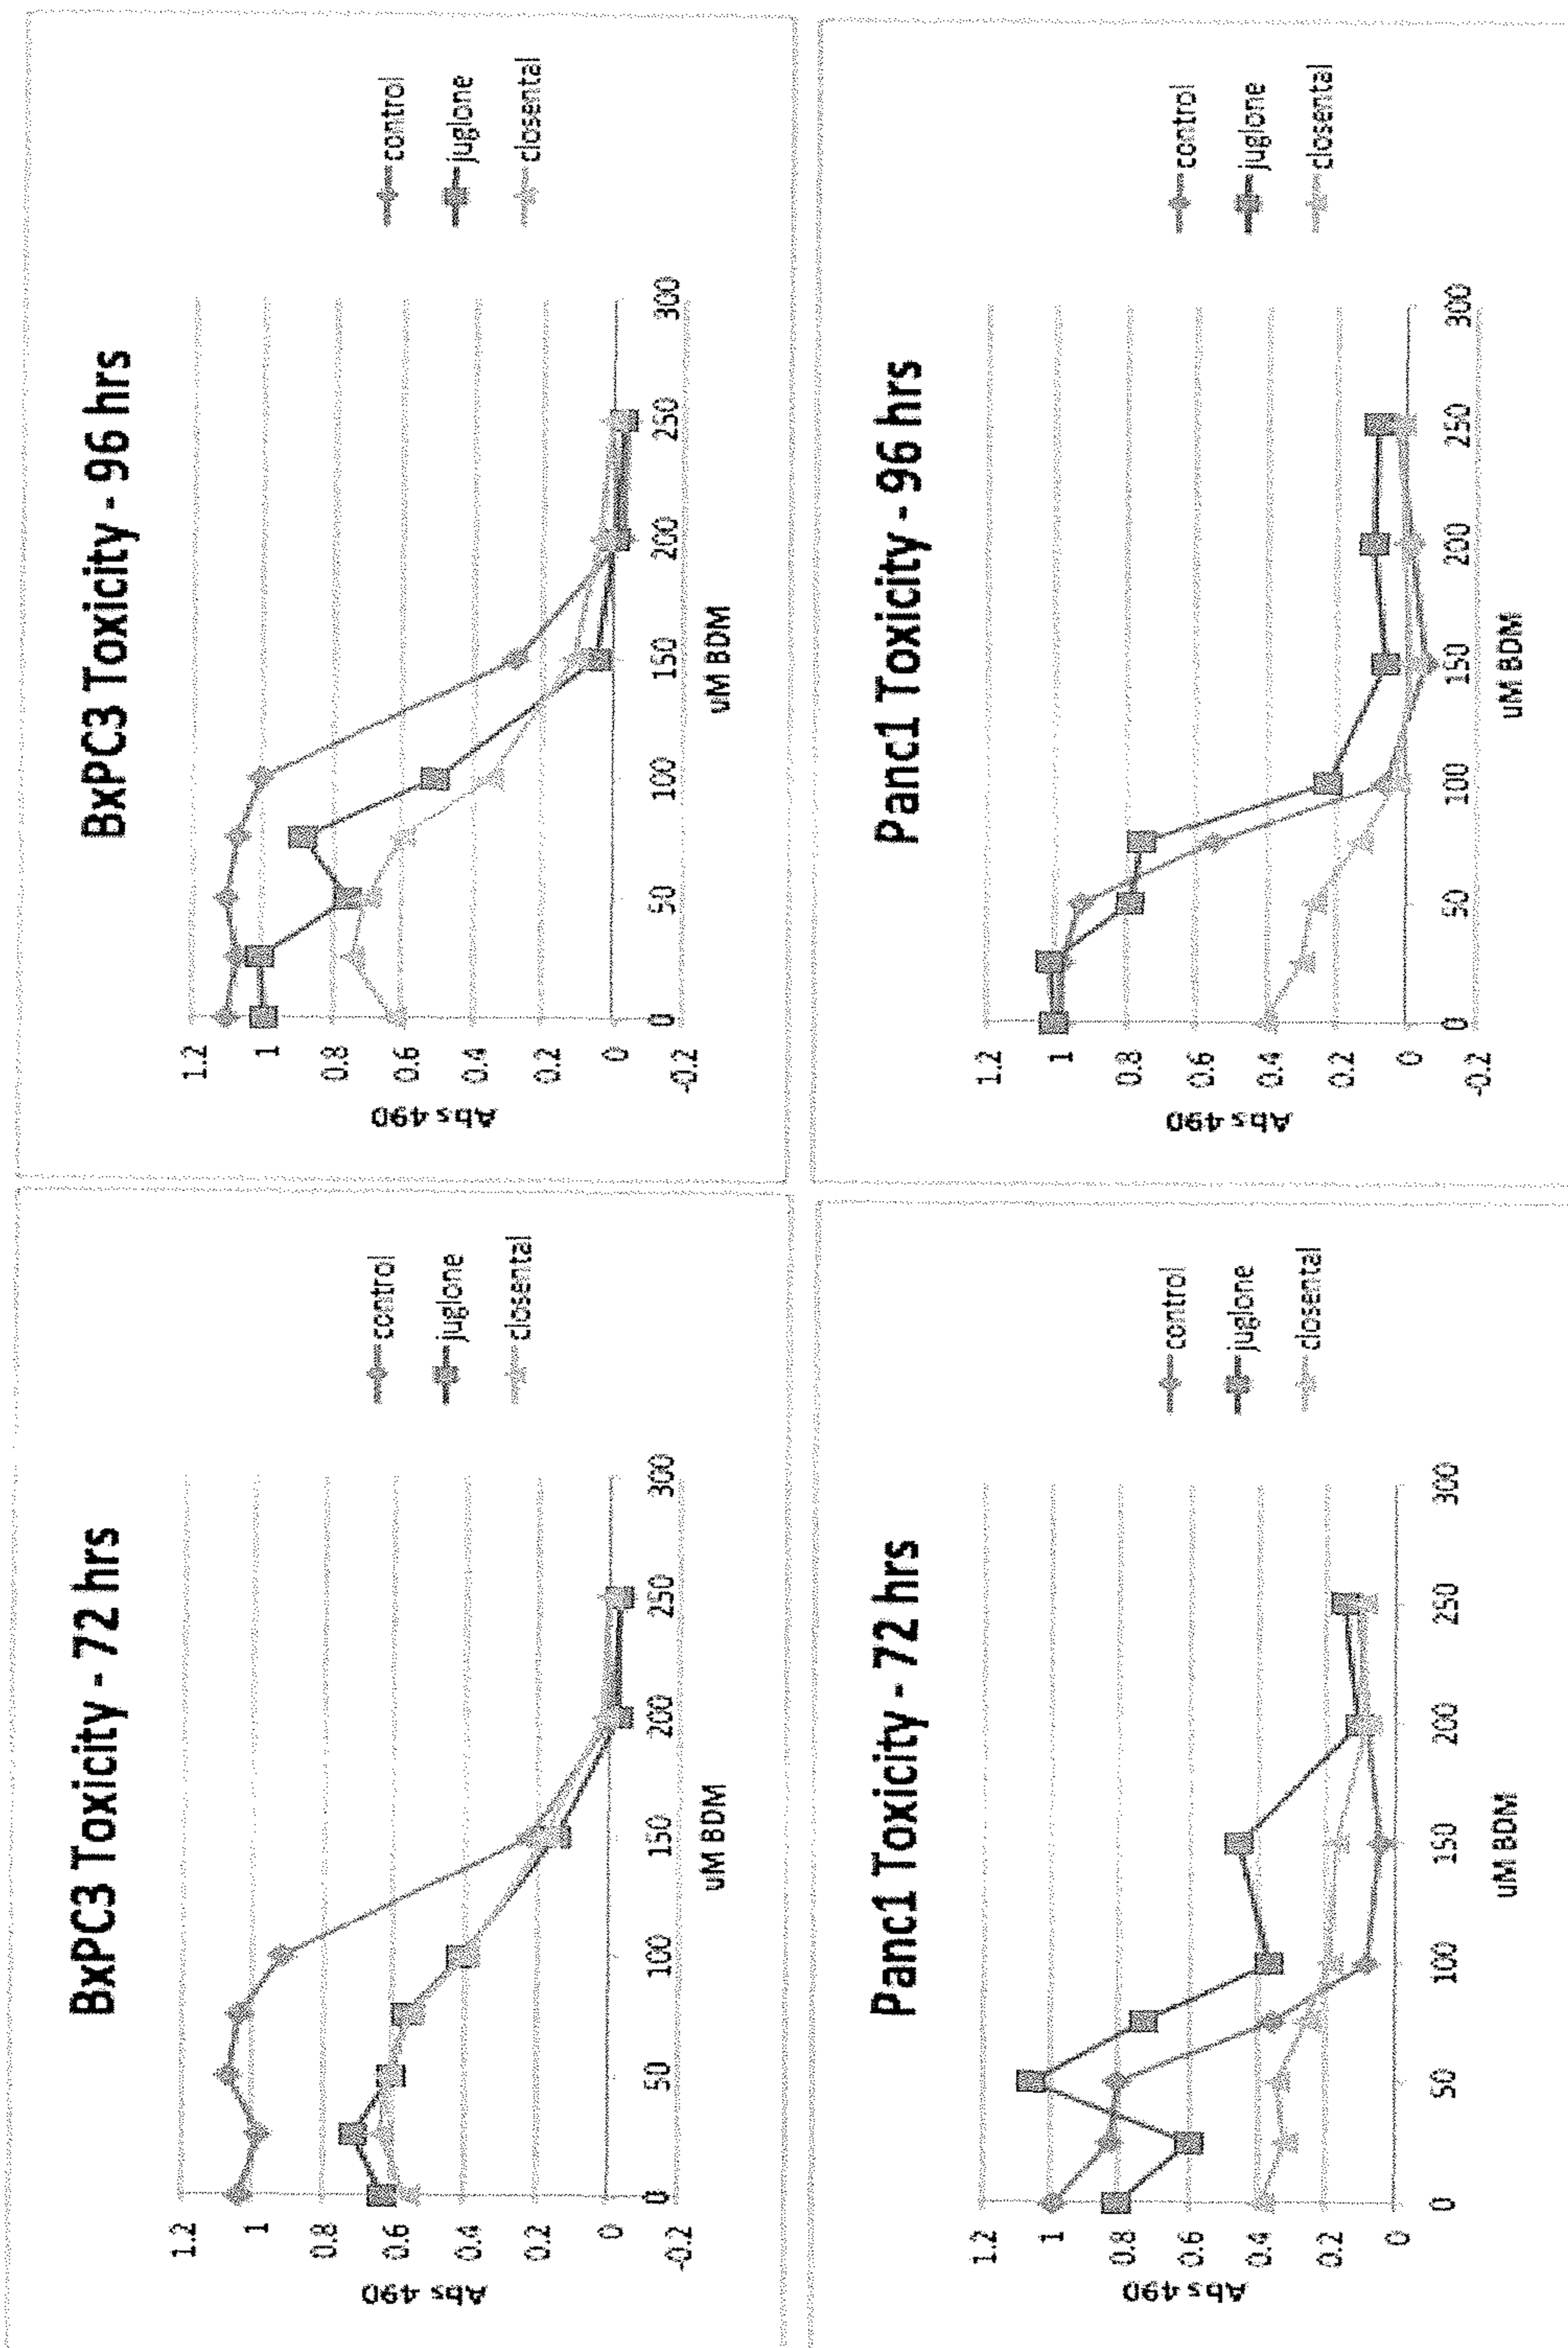 BxPC3 Toxicity - 72 hrs
1.2
1
0.8
0.6
0.4
0.2
0
-0.2
Abs 490
0 50 100 150 200 250 300
uM BDM
control
juglone
closental
BxPC3 Toxicity - 96 hrs
1.2
1
0.8
0.6
0.4
0.2
0
-0.2
Abs 490
0 50 100 150 200 250 300
uM BDM
control
juglone
closental
Panc1 Toxicity - 72 hrs
1.2
1
0.8
0.6
0.4
0.2
0
Abs 490
0 50 100 150 200 250 300
uM BDM
control
juglone
closental
Panc1 Toxicity - 96 hrs
1.2
1
0.8
0.6
0.4
0.2
0
-0.2
Abs 490
0 50 100 150 200 250 300
uM BDM
control
juglone
closental